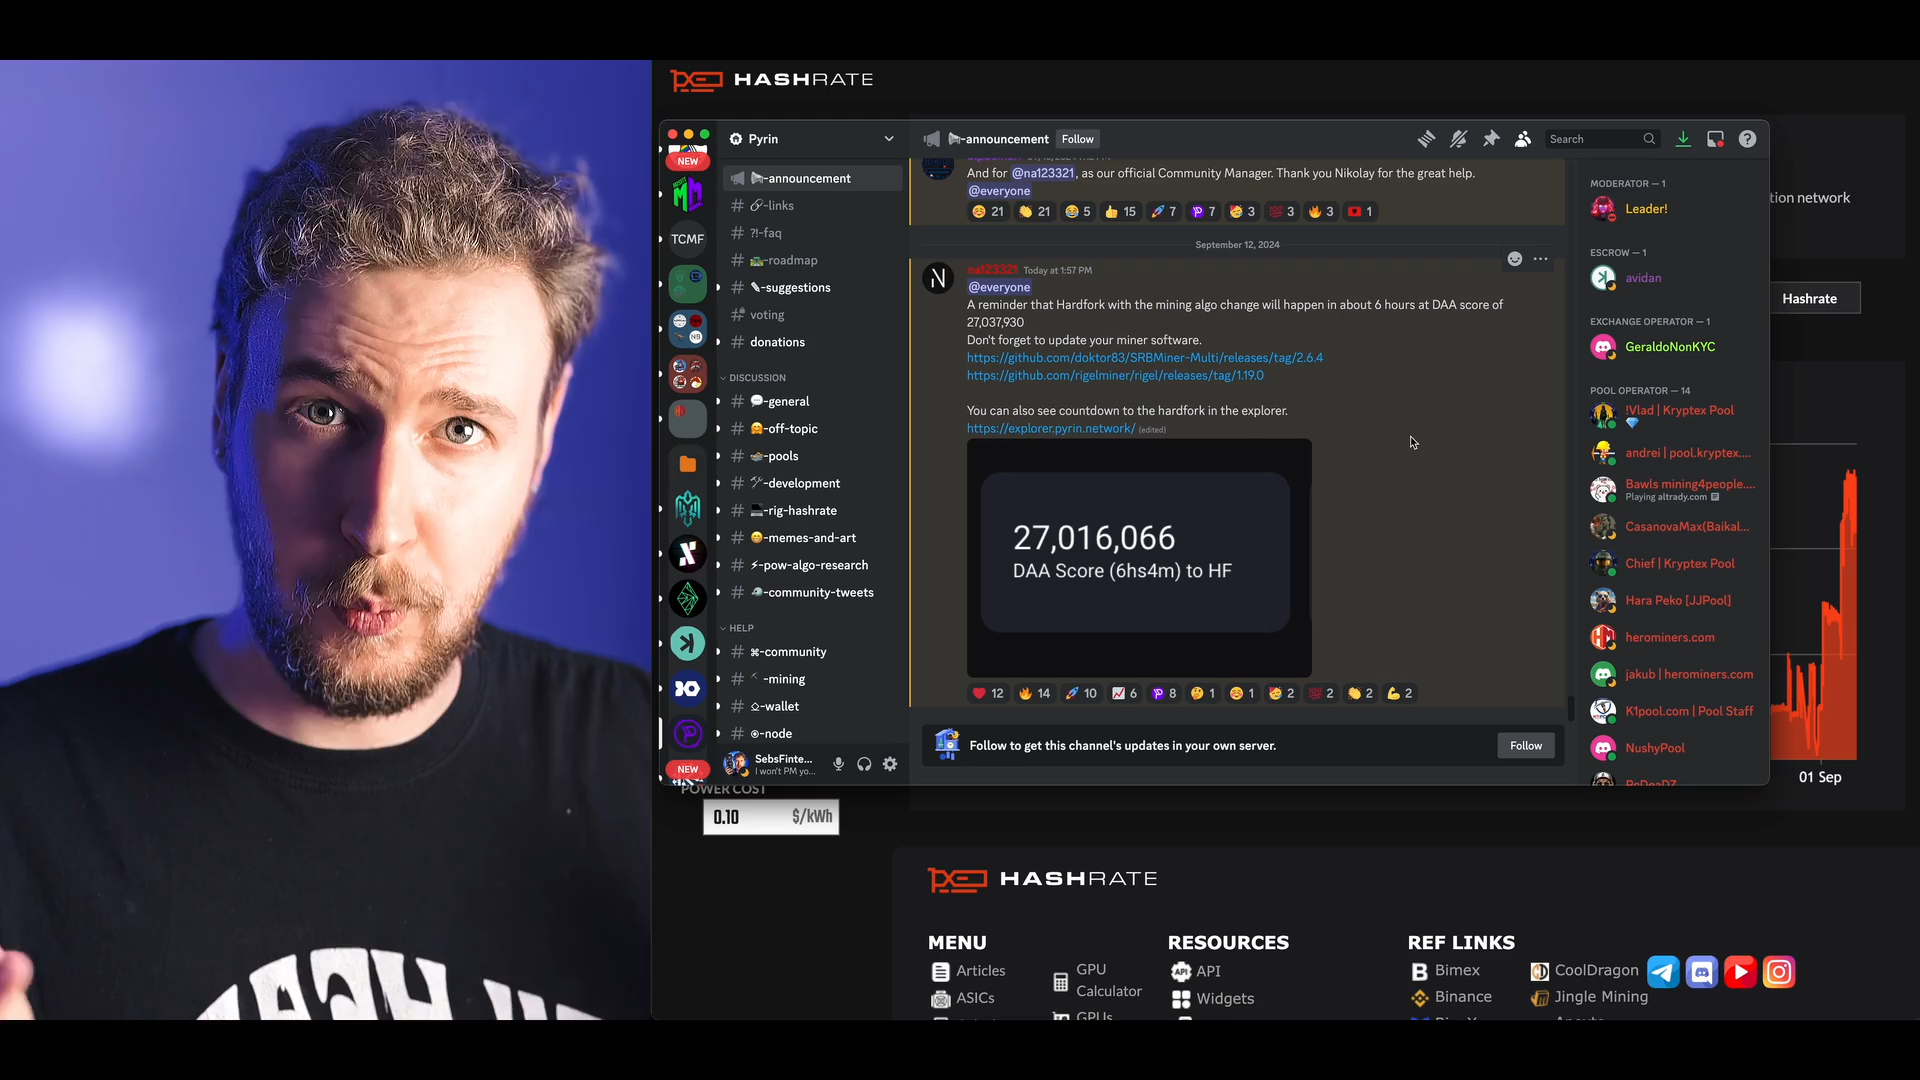 HASHRATE
NEW
TCMF
NEW
Pyrin
-announcement
-links
?!-faq
-roadmap
-suggestions
voting
donations
DISCUSSION
-general
-off-topic
-pools
-development
-rig-hashrate
-memes-and-art
-pow-algo-research
-community-tweets
HELP
-community
-mining
-wallet
-node
SebsFinte...
I won't PM yo...
-announcement
Follow
Search
And for @na123321, as our official Community Manager. Thank you Nikolay for the great help.
@everyone
21 21 5 15 7 7 3 3 3 1
September 12, 2024
na123321 Today at 1:57 PM
@everyone
A reminder that Hardfork with the mining algo change will happen in about 6 hours at DAA score of
27,037,930
Don't forget to update your miner software.
https://github.com/doktor83/SRBMiner-Multi/releases/tag/2.6.4
https://github.com/rigelminer/rigel/releases/tag/1.19.0
You can also see countdown to the hardfork in the explorer.
https://explorer.pyrin.network/ (edited)
27,016,066
DAA Score (6hs4m) to HF
12 14 10 6 8 1 1 2 2 2 2
Follow to get this channel's updates in your own server.
Follow
MODERATOR — 1
Leader!
ESCROW — 1
avidan
EXCHANGE OPERATOR — 1
GeraldoNonKYC
POOL OPERATOR — 14
!Vlad | Kryptex Pool
andrei | pool.kryptex....
Bawls mining4people....
Playing altrady.com
CasanovaMax(Baikal...
Chief | Kryptex Pool
Hara Peko [JJPool]
herominers.com
jakub | herominers.com
K1pool.com | Pool Staff
NushyPool
tion network
Hashrate
01 Sep
POWER COST
0.10 $/kWh
HASHRATE
MENU
Articles
ASICs
GPU
Calculator
GPUs
RESOURCES
API
Widgets
REF LINKS
Bimex
Binance
CoolDragon
Jingle Mining